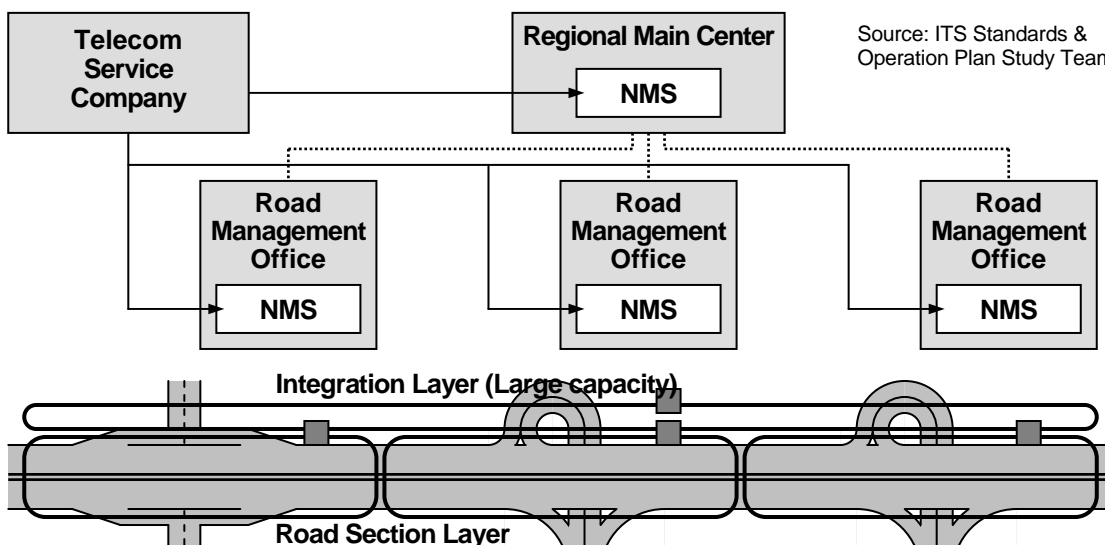 Telecom
Service
Company
Regional Main Center
NMS
Source: ITS Standards &
Operation Plan Study Team
Road
Management
Office
NMS
Road
Management
Office
NMS
Road
Management
Office
NMS
Integration Layer (Large capacity)
Road Section Layer